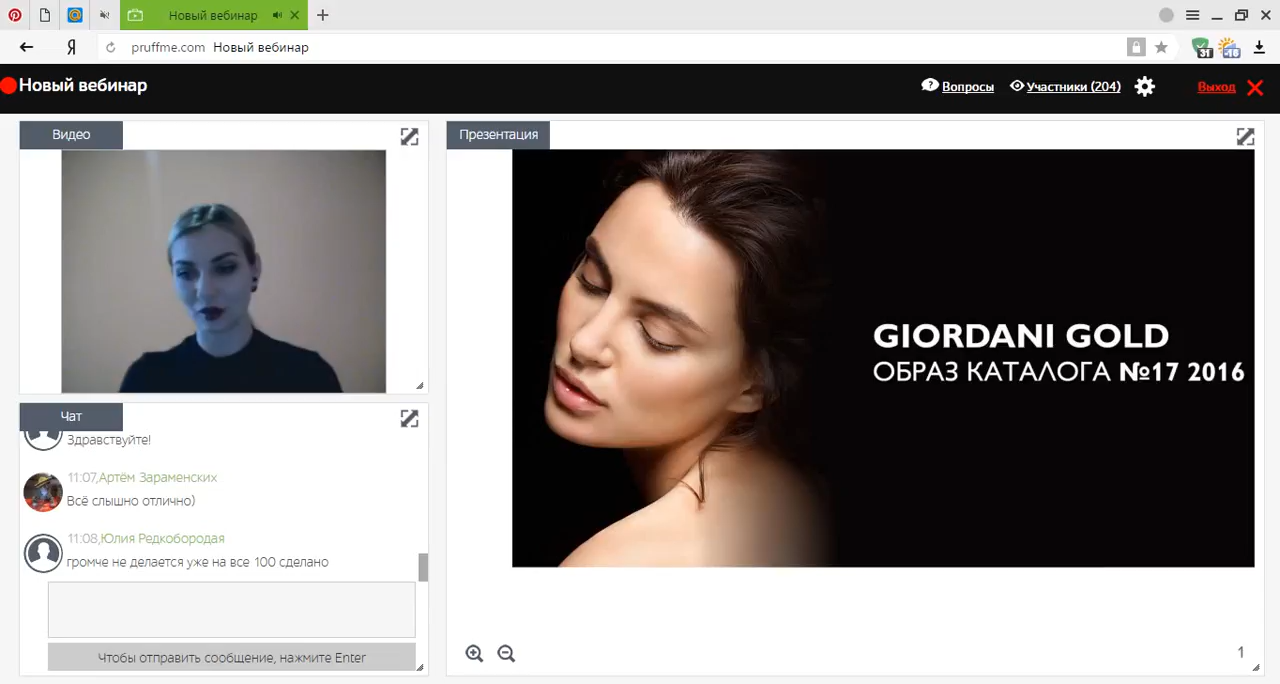 Новый вебинар
pruffme.com Новый вебинар
31
+16
Новый вебинар
Вопросы
Участники (204)
Выход
Видео
Презентация
GIORDANI GOLD
ОБРАЗ КАТАЛОГА №17 2016
Чат
Здравствуйте!
11:07,Артём Зараменских
Всё слышно отлично)
11:08,Юлия Редкобородая
громче не делается уже на все 100 сделано
Чтобы отправить сообщение, нажмите Enter
1